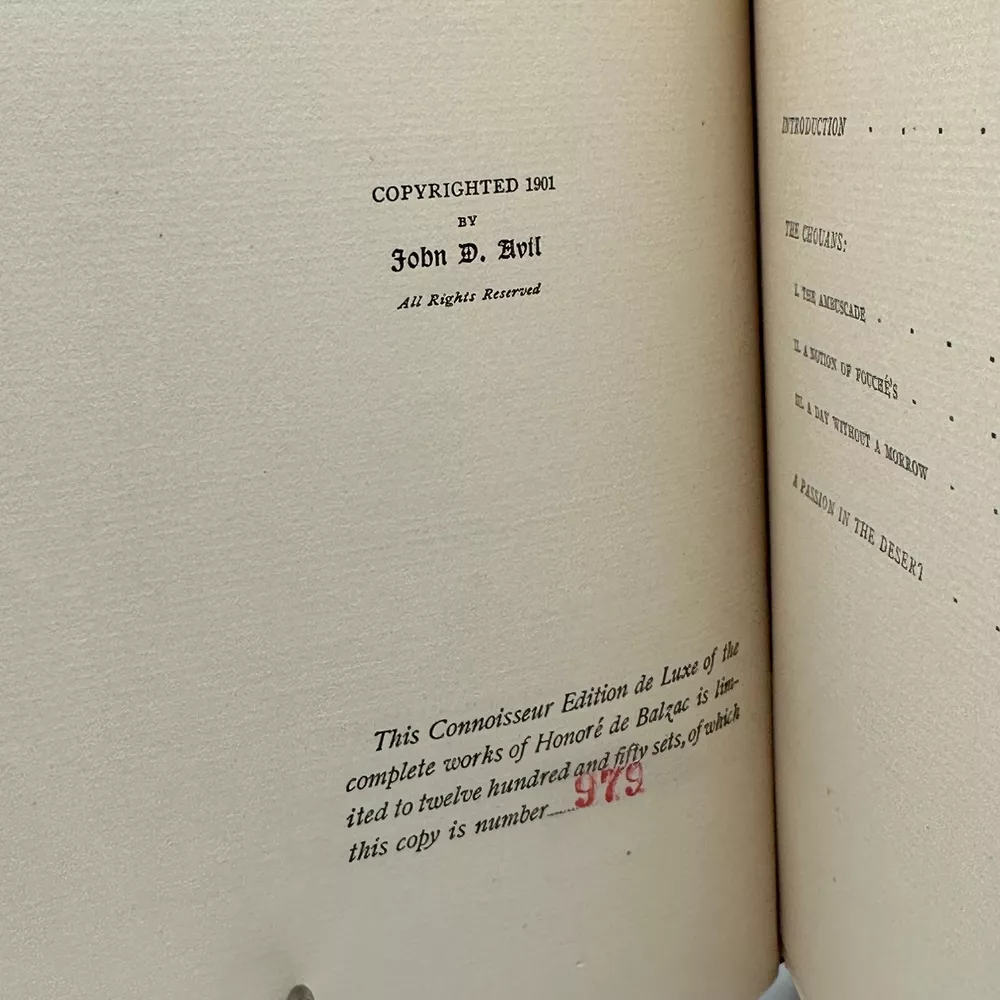 COPYRIGHTED 1901
BY
John D. Avil
All Rights Reserved
This Connoisseur Edition de Luxe of the
complete works of Honoré de Balzac is lim-
ited to twelve hundred and fifty sets, of which
this copy is number......979
INTRODUCTION . . . .
THE CHOUANS:
I. THE AMBUSCADE . . . .
II. A NOTION OF FOUCHÉ'S . . .
III. A DAY WITHOUT A MORROW . .
A PASSION IN THE DESERT . .